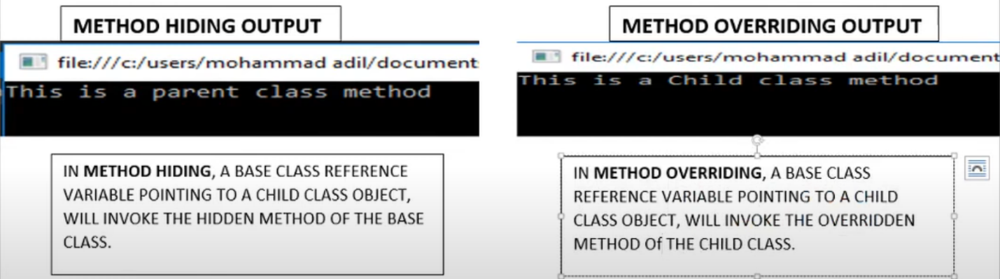 METHOD HIDING OUTPUT
file:///c:/users/mohammad adil/document
This is a parent class method
IN METHOD HIDING, A BASE CLASS REFERENCE
VARIABLE POINTING TO A CHILD CLASS OBJECT,
WILL INVOKE THE HIDDEN METHOD OF THE BASE
CLASS.
METHOD OVERRIDING OUTPUT
file:///c:/users/mohammad adil/document
This is a Child class method
IN METHOD OVERRIDING, A BASE CLASS
REFERENCE VARIABLE POINTING TO A CHILD
CLASS OBJECT, WILL INVOKE THE OVERRIDDEN
METHOD Of THE CHILD CLASS.